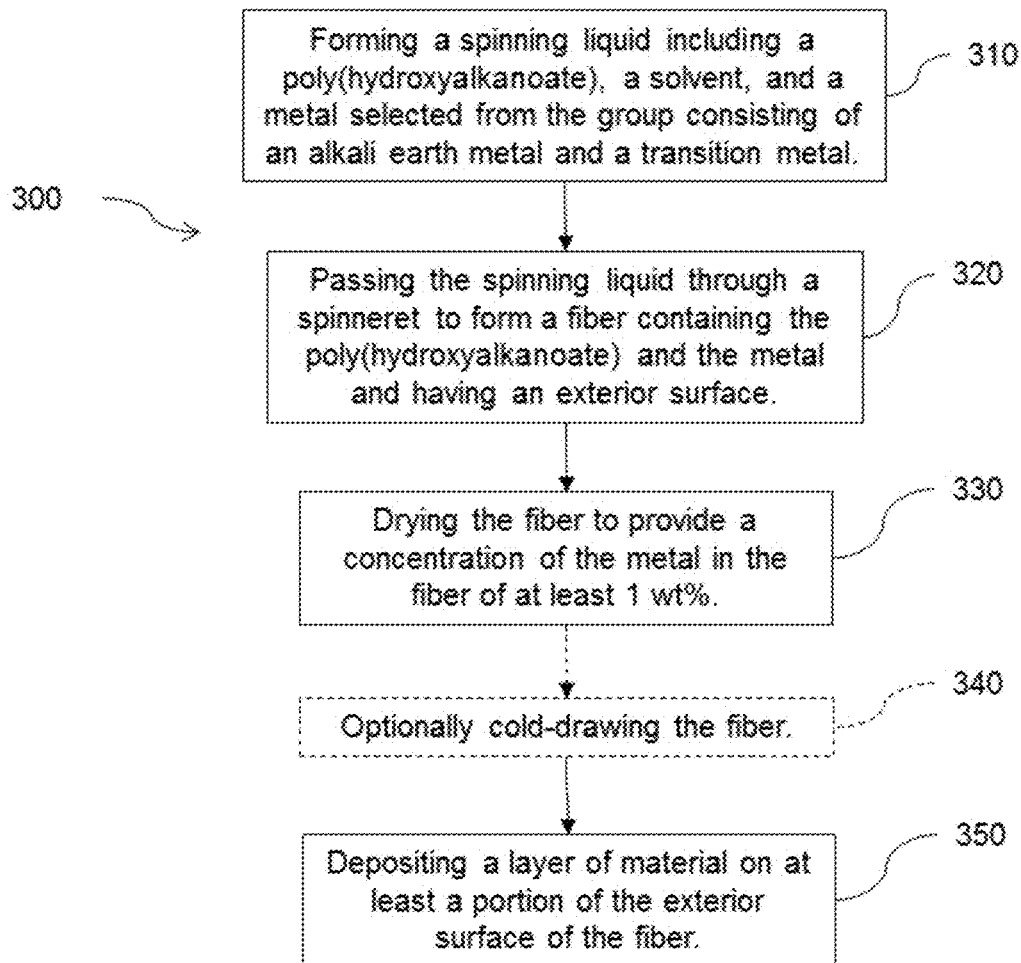 Forming a spinning liquid including a
poly(hydroxyalkanoate), a solvent, and a
metal selected from the group consisting of
an alkali earth metal and a transition metal.
310
300
Passing the spinning liquid through a
spinneret to form a fiber containing the
poly(hydroxyalkanoate) and the metal
and having an exterior surface.
320
Drying the fiber to provide a
concentration of the metal in the
fiber of at least 1 wt%.
330
Optionally cold-drawing the fiber.
340
Depositing a layer of material on at
least a portion of the exterior
surface of the fiber.
350